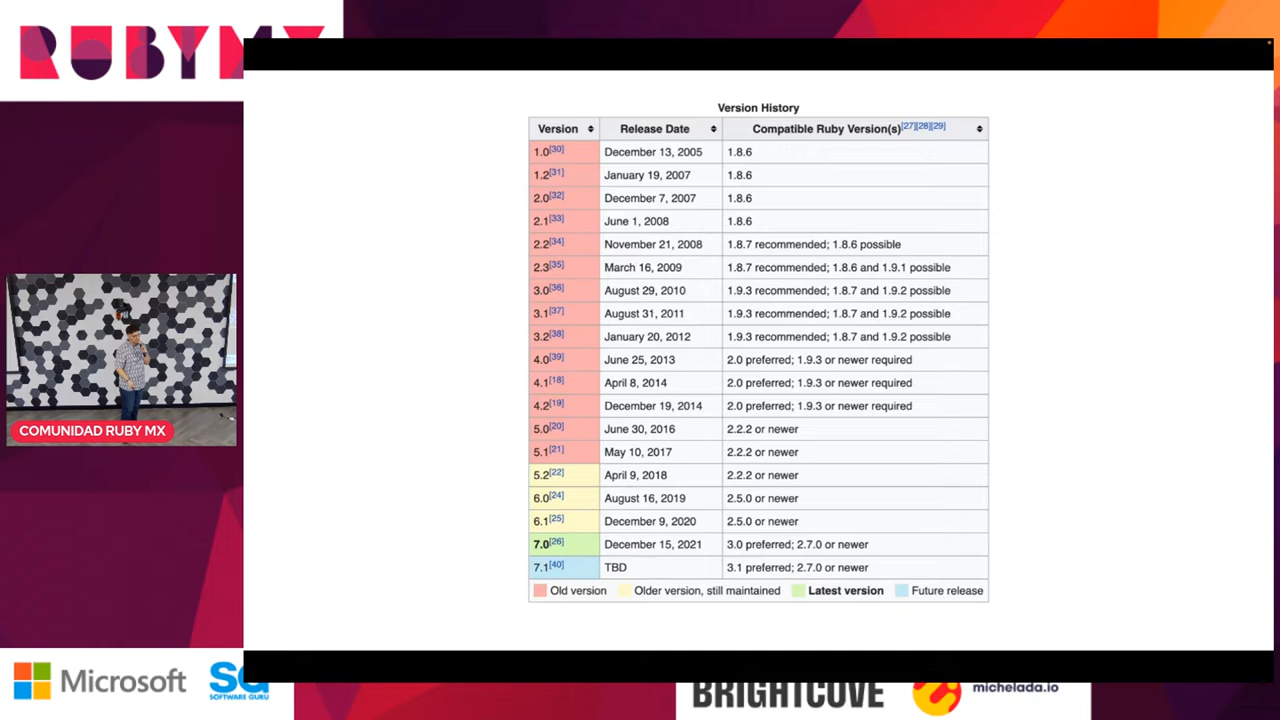 RUBYMX
Version History
Version Release Date Compatible Ruby Version(s)[27][28][29]
1.0[30] December 13, 2005 1.8.6
1.2[31] January 19, 2007 1.8.6
2.0[32] December 7, 2007 1.8.6
2.1[33] June 1, 2008 1.8.6
2.2[34] November 21, 2008 1.8.7 recommended; 1.8.6 possible
2.3[35] March 16, 2009 1.8.7 recommended; 1.8.6 and 1.9.1 possible
3.0[36] August 29, 2010 1.9.3 recommended; 1.8.7 and 1.9.2 possible
3.1[37] August 31, 2011 1.9.3 recommended; 1.8.7 and 1.9.2 possible
3.2[38] January 20, 2012 1.9.3 recommended; 1.8.7 and 1.9.2 possible
4.0[39] June 25, 2013 2.0 preferred; 1.9.3 or newer required
4.1[18] April 8, 2014 2.0 preferred; 1.9.3 or newer required
4.2[19] December 19, 2014 2.0 preferred; 1.9.3 or newer required
5.0[20] June 30, 2016 2.2.2 or newer
5.1[21] May 10, 2017 2.2.2 or newer
5.2[22] April 9, 2018 2.2.2 or newer
6.0[24] August 16, 2019 2.5.0 or newer
6.1[25] December 9, 2020 2.5.0 or newer
7.0[26] December 15, 2021 3.0 preferred; 2.7.0 or newer
7.1[40] TBD 3.1 preferred; 2.7.0 or newer
Old version Older version, still maintained Latest version Future release
COMUNIDAD RUBY MX
Microsoft
SG
SOFTWARE GURU
BRIGHTCOVE
michelada.io